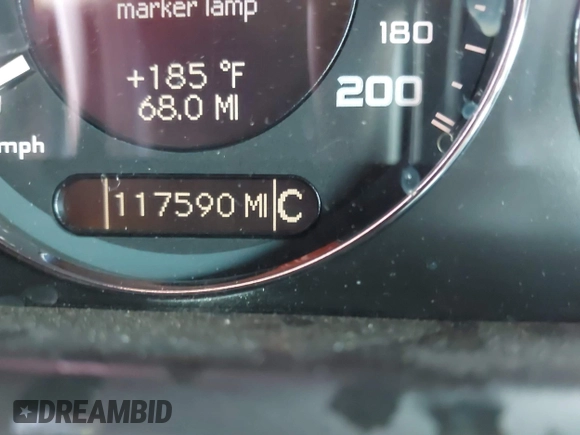 marker lamp
+185 °F
68.0 MI
180
200
mph
117590 MI C
DREAMBID